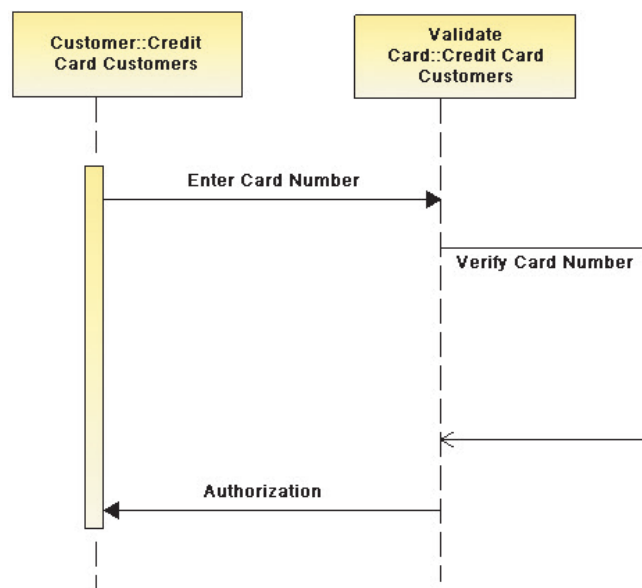 Customer::Credit
Card Customers
Validate
Card::Credit Card
Customers
Enter Card Number
Verify Card Number
Authorization